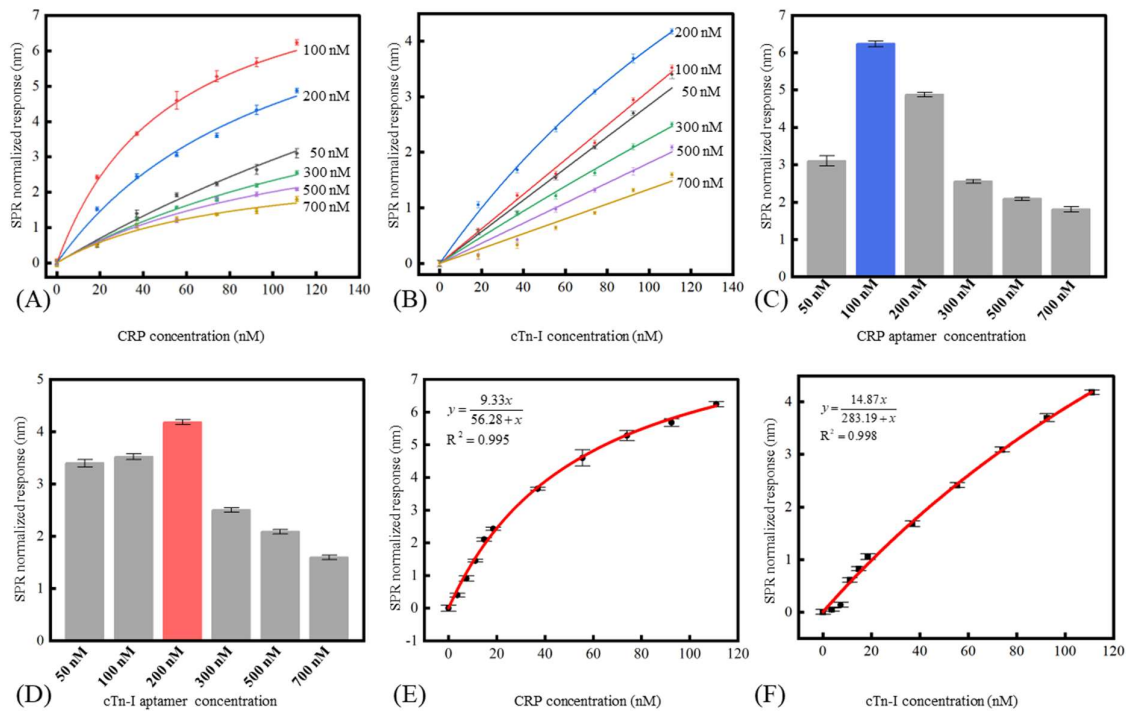 SPR normalized response (nm)
7
6
5
4
3
2
1
0
100 nM
200 nM
50 nM
300 nM
500 nM
700 nM
0 20 40 60 80 100 120 140
(A)
CRP concentration (nM)
SPR normalized response (nm)
4
3
2
1
0
200 nM
100 nM
50 nM
300 nM
500 nM
700 nM
0 20 40 60 80 100 120 140
(B)
cTn-I concentration (nM)
SPR normalized response (nm)
7
6
5
4
3
2
1
0
50 nM 100 nM 200 nM 300 nM 500 nM 700 nM
(C)
CRP aptamer concentration
SPR normalized response (nm)
5
4
3
2
1
0
50 nM 100 nM 200 nM 300 nM 500 nM 700 nM
(D)
cTn-I aptamer concentration
SPR normalized response (nm)
7
6
5
4
3
2
1
0
-1
y = 9.33x / 56.28 + x
R² = 0.995
0 20 40 60 80 100 120
(E)
CRP concentration (nM)
SPR normalized response (nm)
4
3
2
1
0
y = 14.87x / 283.19 + x
R² = 0.998
0 20 40 60 80 100 120
(F)
cTn-I concentration (nM)